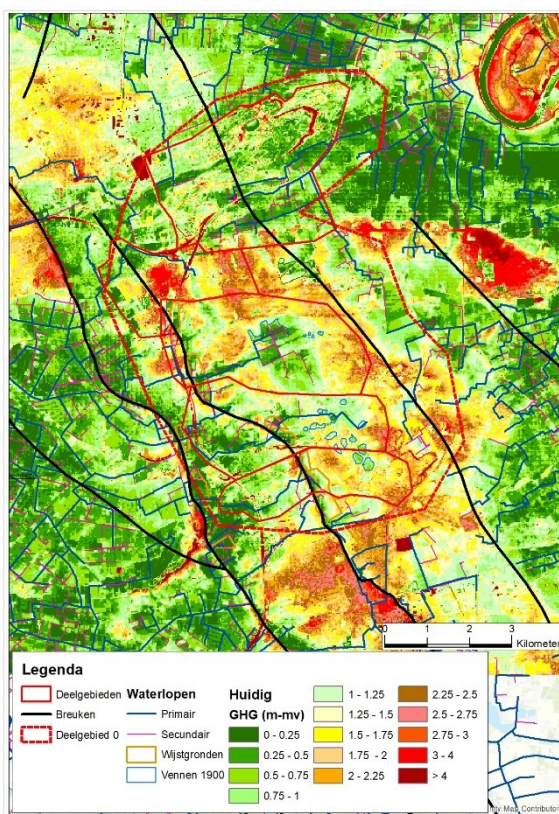 0 1 2 3
Kilometer
Legenda
Deelgebieden
Breuken
Deelgebied 0
Waterlopen
Primair
Secundair
Wijstgronden
Vennen 1900
Huidig
GHG (m-mv)
0 - 0.25
0.25 - 0.5
0.5 - 0.75
0.75 - 1
1 - 1.25
1.25 - 1.5
1.5 - 1.75
1.75 - 2
2 - 2.25
2.25 - 2.5
2.5 - 2.75
2.75 - 3
3 - 4
> 4
Map Contributor